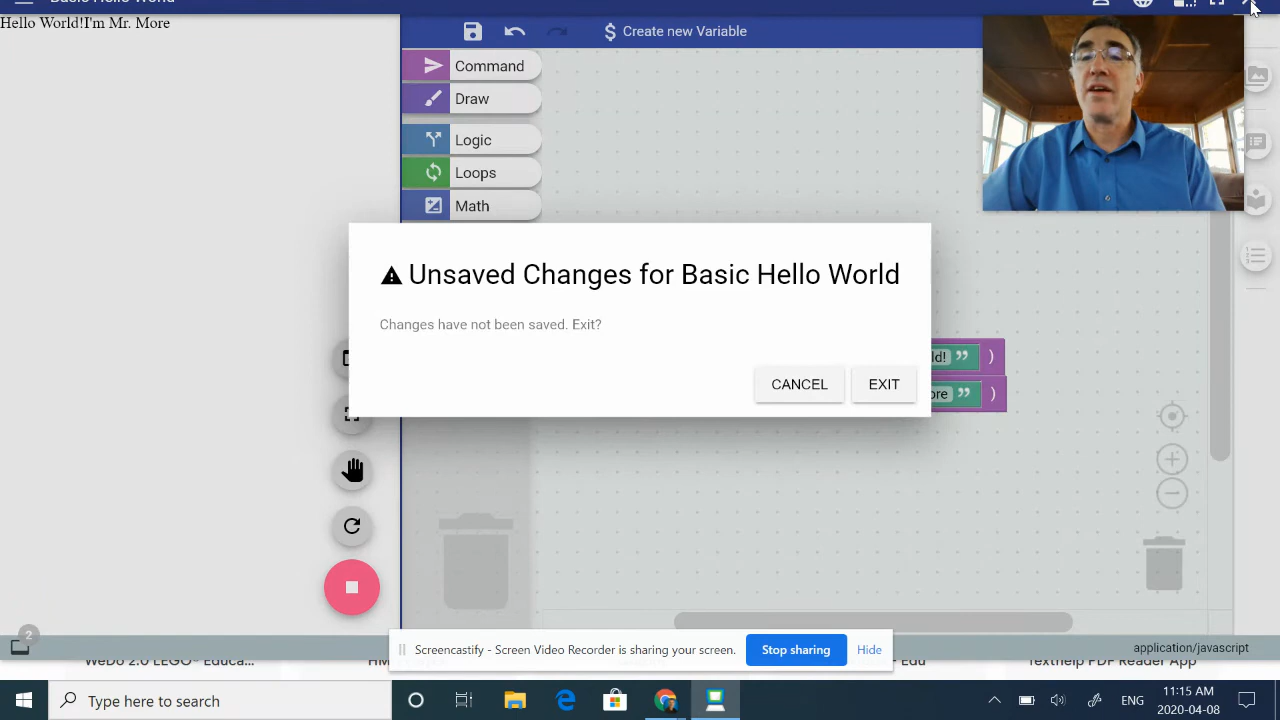 Basic Hello World
Hello World!I'm Mr. More
Create new Variable
Command
Draw
Logic
Loops
Math
Unsaved Changes for Basic Hello World
Changes have not been saved. Exit?
ld! ” )
CANCEL EXIT
ore ” )
2
Screencastify - Screen Video Recorder is sharing your screen. Stop sharing Hide
application/javascript
WeDo 2.0 LEGO- Educa...
Edu
Texthelp PDF Reader App
Type here to search
ENG
11:15 AM
2020-04-08